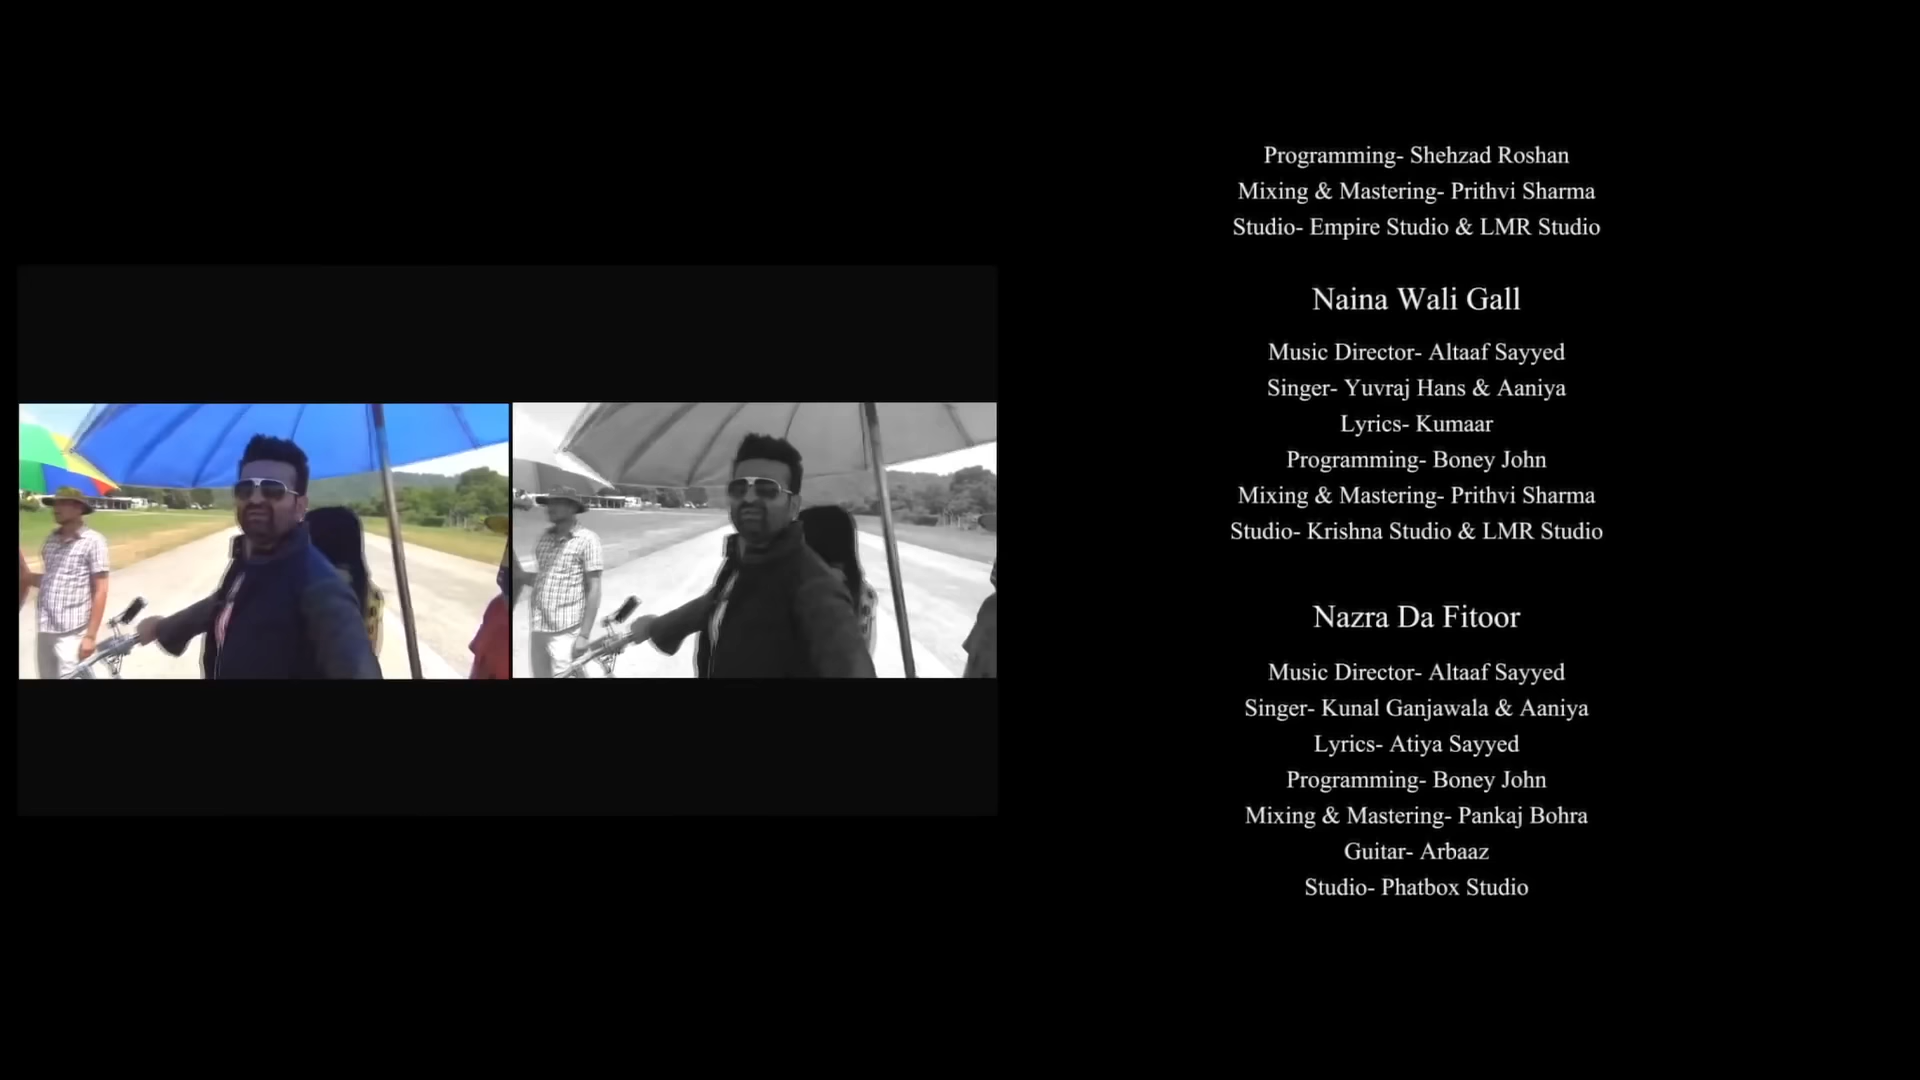 Programming- Shehzad Roshan
Mixing & Mastering- Prithvi Sharma
Studio- Empire Studio & LMR Studio
Naina Wali Gall
Music Director- Altaaf Sayyed
Singer- Yuvraj Hans & Aaniya
Lyrics- Kumaar
Programming- Boney John
Mixing & Mastering- Prithvi Sharma
Studio- Krishna Studio & LMR Studio
Nazra Da Fitoor
Music Director- Altaaf Sayyed
Singer- Kunal Ganjawala & Aaniya
Lyrics- Atiya Sayyed
Programming- Boney John
Mixing & Mastering- Pankaj Bohra
Guitar- Arbaaz
Studio- Phatbox Studio